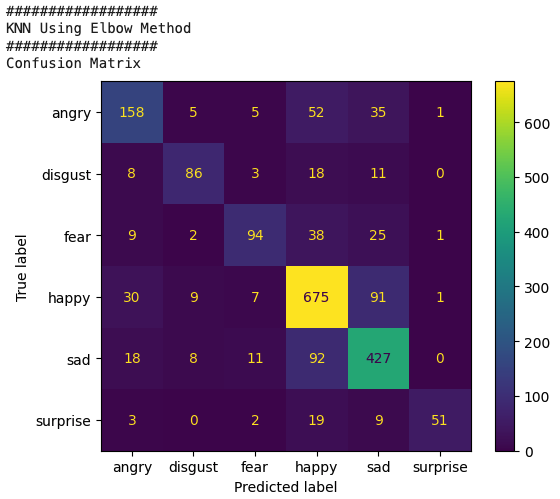 ##################
KNN Using Elbow Method
##################
Confusion Matrix
angry 158 5 5 52 35 1
disgust 8 86 3 18 11 0
fear 9 2 94 38 25 1
happy 30 9 7 675 91 1
sad 18 8 11 92 427 0
surprise 3 0 2 19 9 51
angry disgust fear happy sad surprise
Predicted label
True label
600
500
400
300
200
100
0